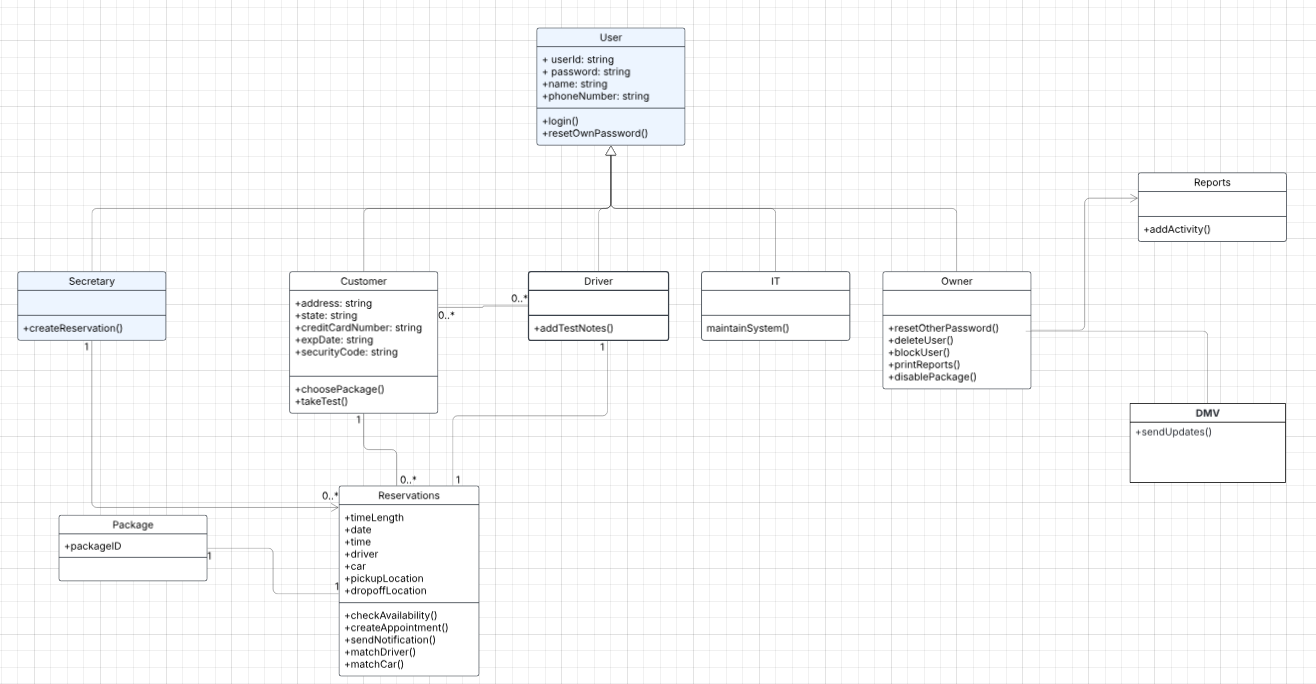 User
+ userId: string
+ password: string
+name: string
+phoneNumber: string
+login()
+resetOwnPassword()
Reports
+addActivity()
Secretary
+createReservation()
1
Customer
+address: string
+state: string
+creditCardNumber: string
+expDate: string
+securityCode: string
+choosePackage()
+takeTest()
1
0..*
0..*
Driver
+addTestNotes()
1
IT
maintainSystem()
Owner
+resetOtherPassword()
+deleteUser()
+blockUser()
+printReports()
+disablePackage()
DMV
+sendUpdates()
0..*
1
0..*
Reservations
+timeLength
+date
+time
+driver
+car
+pickupLocation
+dropoffLocation
+checkAvailability()
+createAppointment()
+sendNotification()
+matchDriver()
+matchCar()
Package
+packageID
1
1